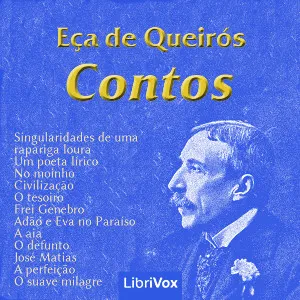 Eça de Queirós
Contos
Singularidades de uma
rapariga loura
Um poeta lírico
No moinho
Civilização
O tesoiro
Frei Genebro
Adão e Eva no Paraíso
A aia
O defunto
José Matias
A perfeição
O suave milagre
LibriVox